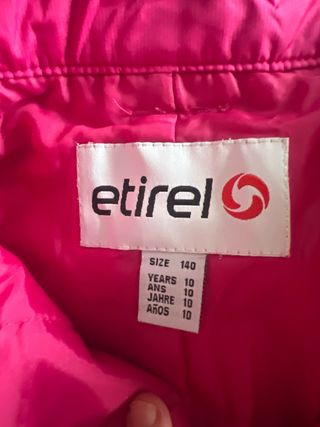 etirel
SIZE 140
YEARS 10
ANS 10
JAHRE 10
AÑOS 10